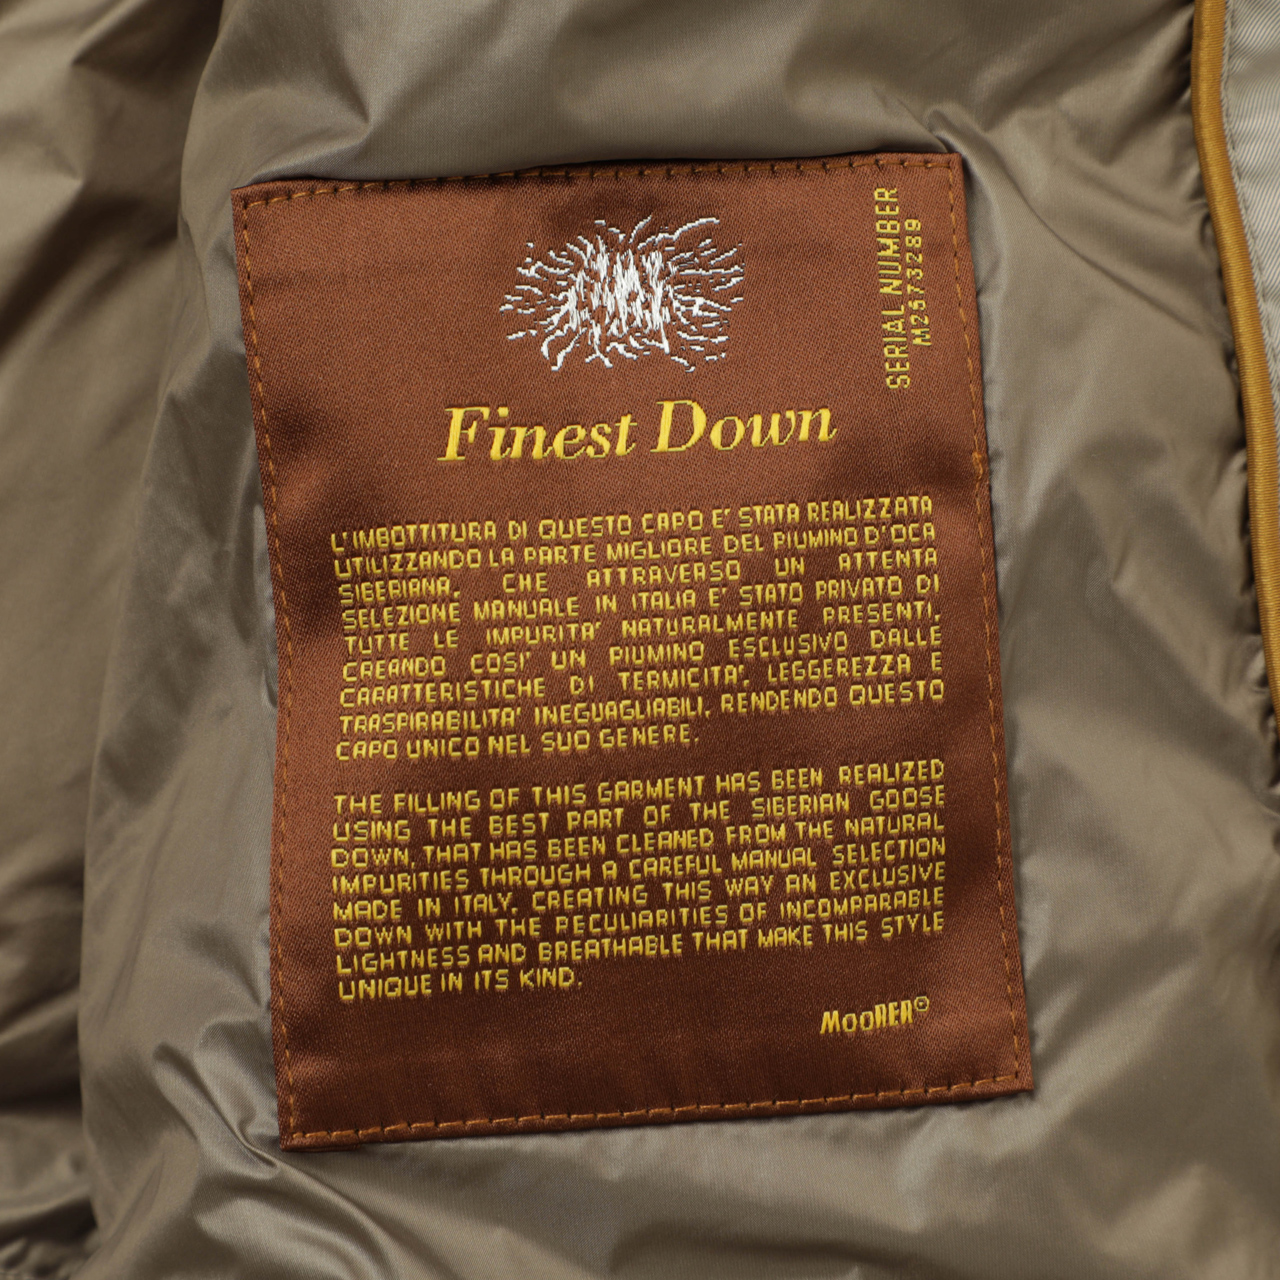 SERIAL NUMBER
M2573289
Finest Down
L'IMBOTTITURA DI QUESTO CAPO E' STATA REALIZZATA
UTILIZZANDO LA PARTE MIGLIORE DEL PIUMINO D'OCA
SIBERIANA, CHE ATTRAVERSO UN ATTENTA
SELEZIONE MANUALE IN ITALIA E' STATO PRIVATO DI
TUTTE LE IMPURITA' NATURALMENTE PRESENTI,
CREANDO COSI' UN PIUMINO ESCLUSIVO DALLE
CARATTERISTICHE DI TERMICITA', LEGGEREZZA E
TRASPIRABILITA' INEGUAGLIABILI, RENDENDO QUESTO
CAPO UNICO NEL SUO GENERE.
THE FILLING OF THIS GARMENT HAS BEEN REALIZED
USING THE BEST PART OF THE SIBERIAN GOOSE
DOWN, THAT HAS BEEN CLEANED FROM THE NATURAL
IMPURITIES THROUGH A CAREFUL MANUAL SELECTION
MADE IN ITALY, CREATING THIS WAY AN EXCLUSIVE
DOWN WITH THE PECULIARITIES OF INCOMPARABLE
LIGHTNESS AND BREATHABLE THAT MAKE THIS STYLE
UNIQUE IN ITS KIND.
MooRER®